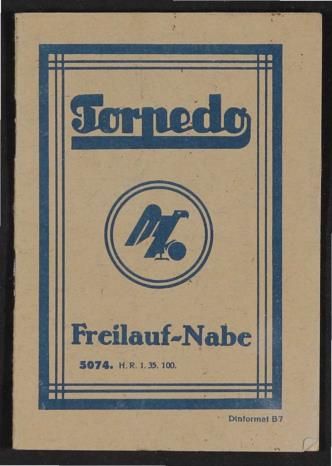 Torpedo
Freilauf-Nabe
5074. H. R. 1. 35. 100.
Dinformat B7